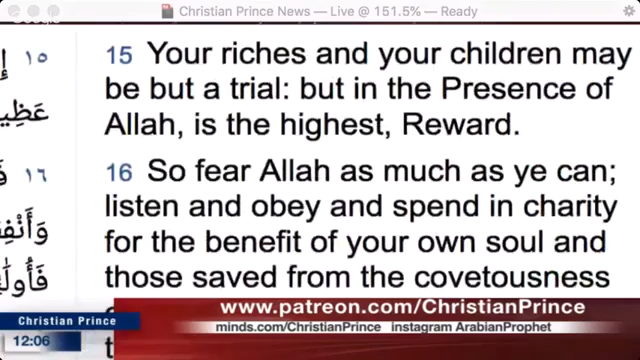 Christian Prince News — Live @ 151.5% — Ready
15 Your riches and your children may
be but a trial: but in the Presence of
Allah, is the highest, Reward.
16 So fear Allah as much as ye can;
listen and obey and spend in charity
for the benefit of your own soul and
those saved from the covetousness
١٥
١٦
www.patreon.com/ChristianPrince
minds.com/ChristianPrince instagram ArabianProphet
Christian Prince
12:06